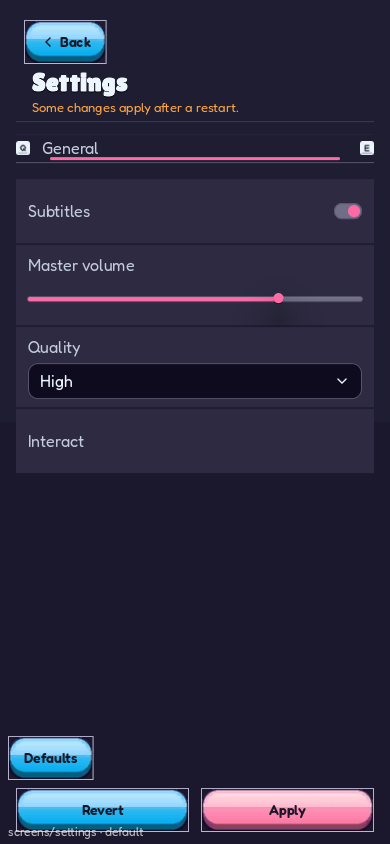 Back
Settings
Some changes apply after a restart.
Q General E
Subtitles
Master volume
Quality
High
Interact
Defaults
Revert Apply
screens/settings · default